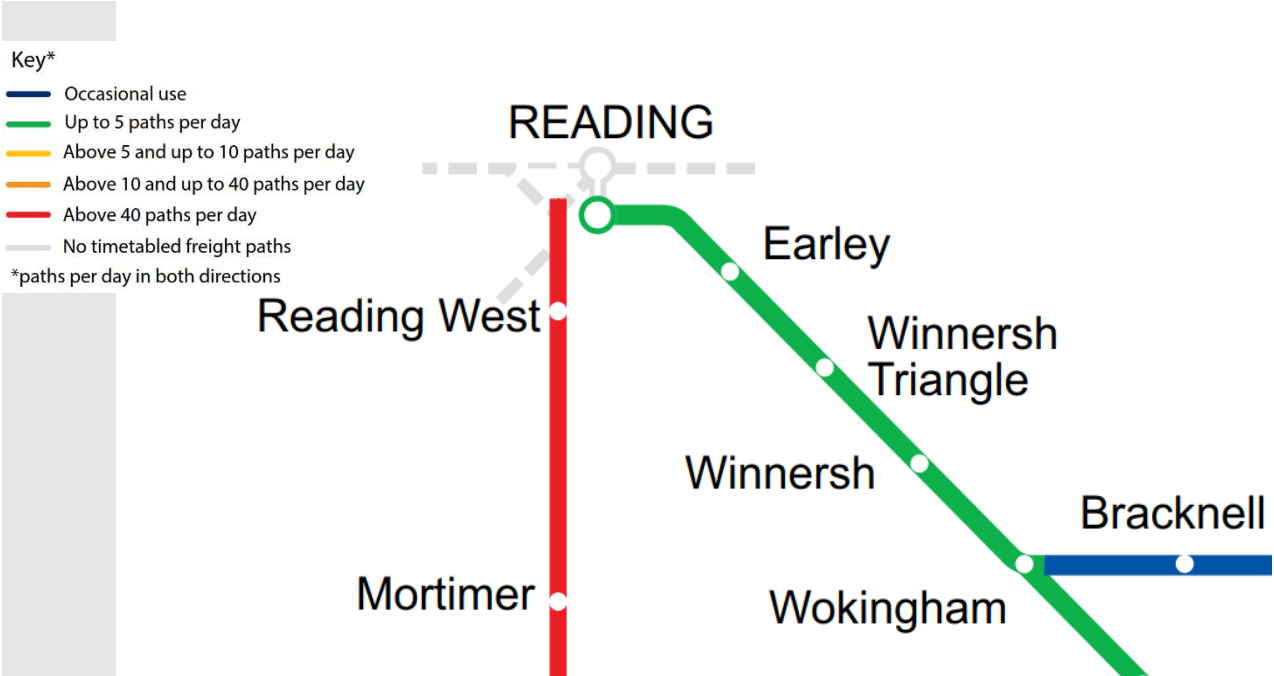 Key*
Occasional use
Up to 5 paths per day
Above 5 and up to 10 paths per day
Above 10 and up to 40 paths per day
Above 40 paths per day
No timetabled freight paths
*paths per day in both directions
READING
Earley
Reading West
Winnersh
Triangle
Winnersh
Bracknell
Mortimer
Wokingham